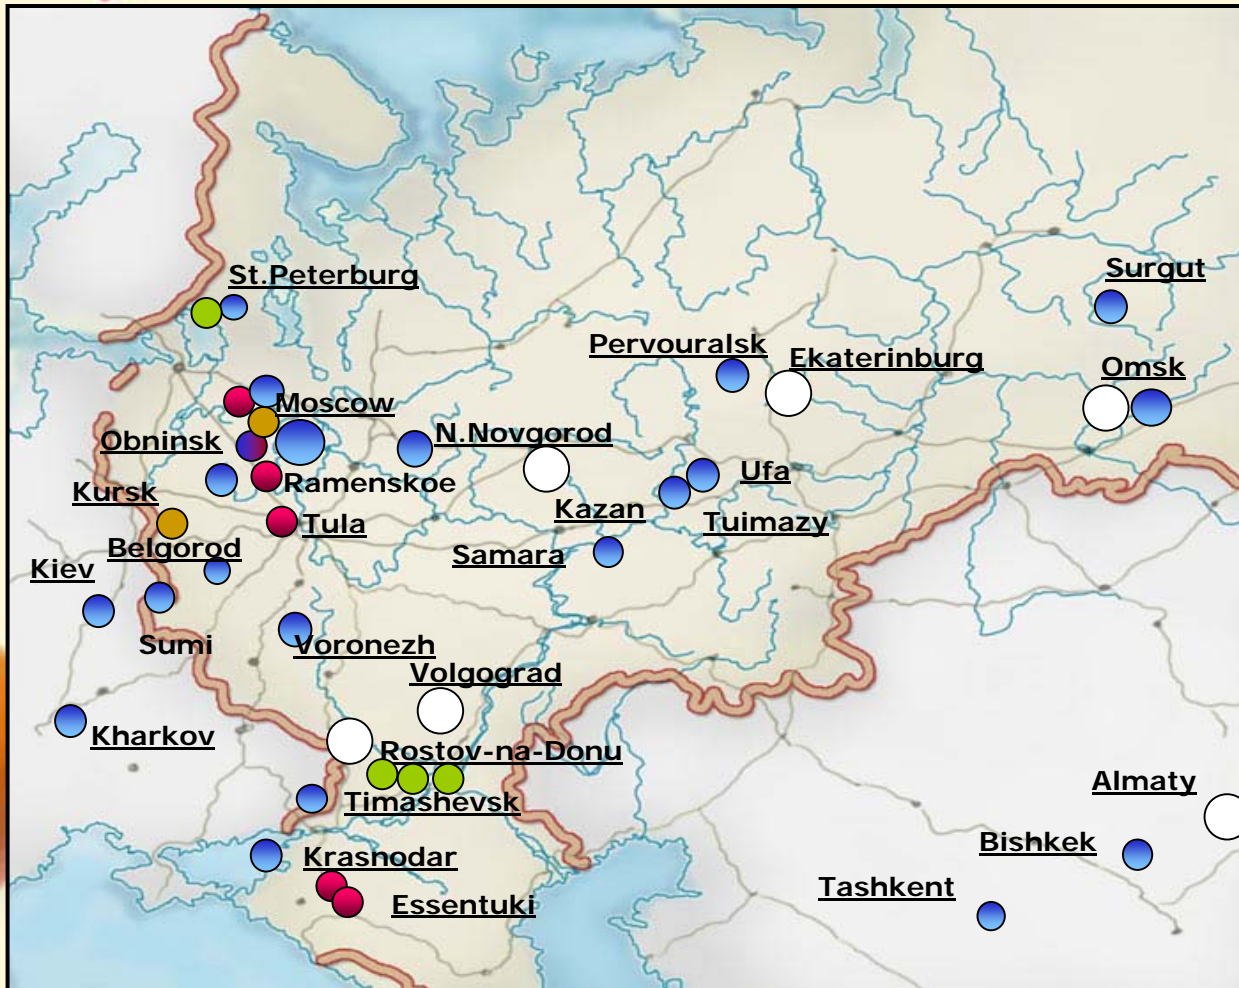 St.Peterburg
Surgut
Pervouralsk
Ekaterinburg
Omsk
Moscow
Obninsk
N.Novgorod
Ramenskoe
Ufa
Kursk
Kazan
Tuimazy
Tula
Belgorod
Samara
Kiev
Sumi
Voronezh
Volgograd
Kharkov
Rostov-na-Donu
Timashevsk
Almaty
Bishkek
Krasnodar
Tashkent
Essentuki